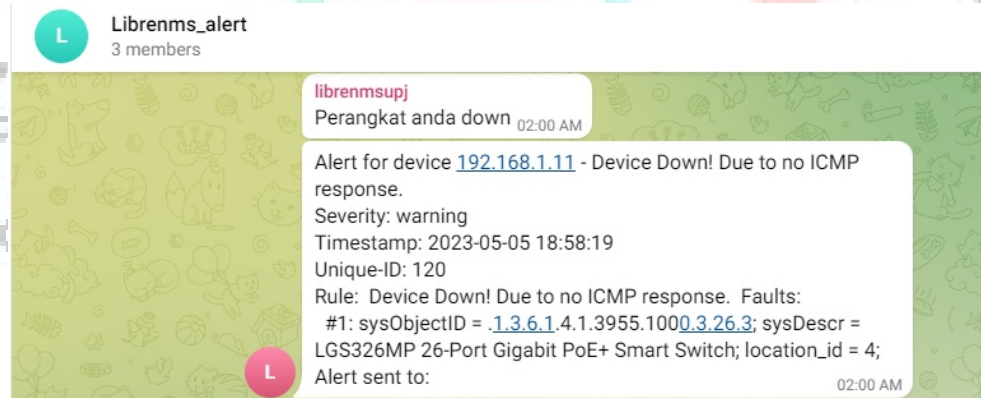 L
Librenms_alert
3 members
librenmsupj
Perangkat anda down 02:00 AM
Alert for device 192.168.1.11 - Device Down! Due to no ICMP
response.
Severity: warning
Timestamp: 2023-05-05 18:58:19
Unique-ID: 120
Rule: Device Down! Due to no ICMP response. Faults:
#1: sysObjectID = .1.3.6.1.4.1.3955.1000.3.26.3; sysDescr =
LGS326MP 26-Port Gigabit PoE+ Smart Switch; location_id = 4;
L
Alert sent to:
02:00 AM